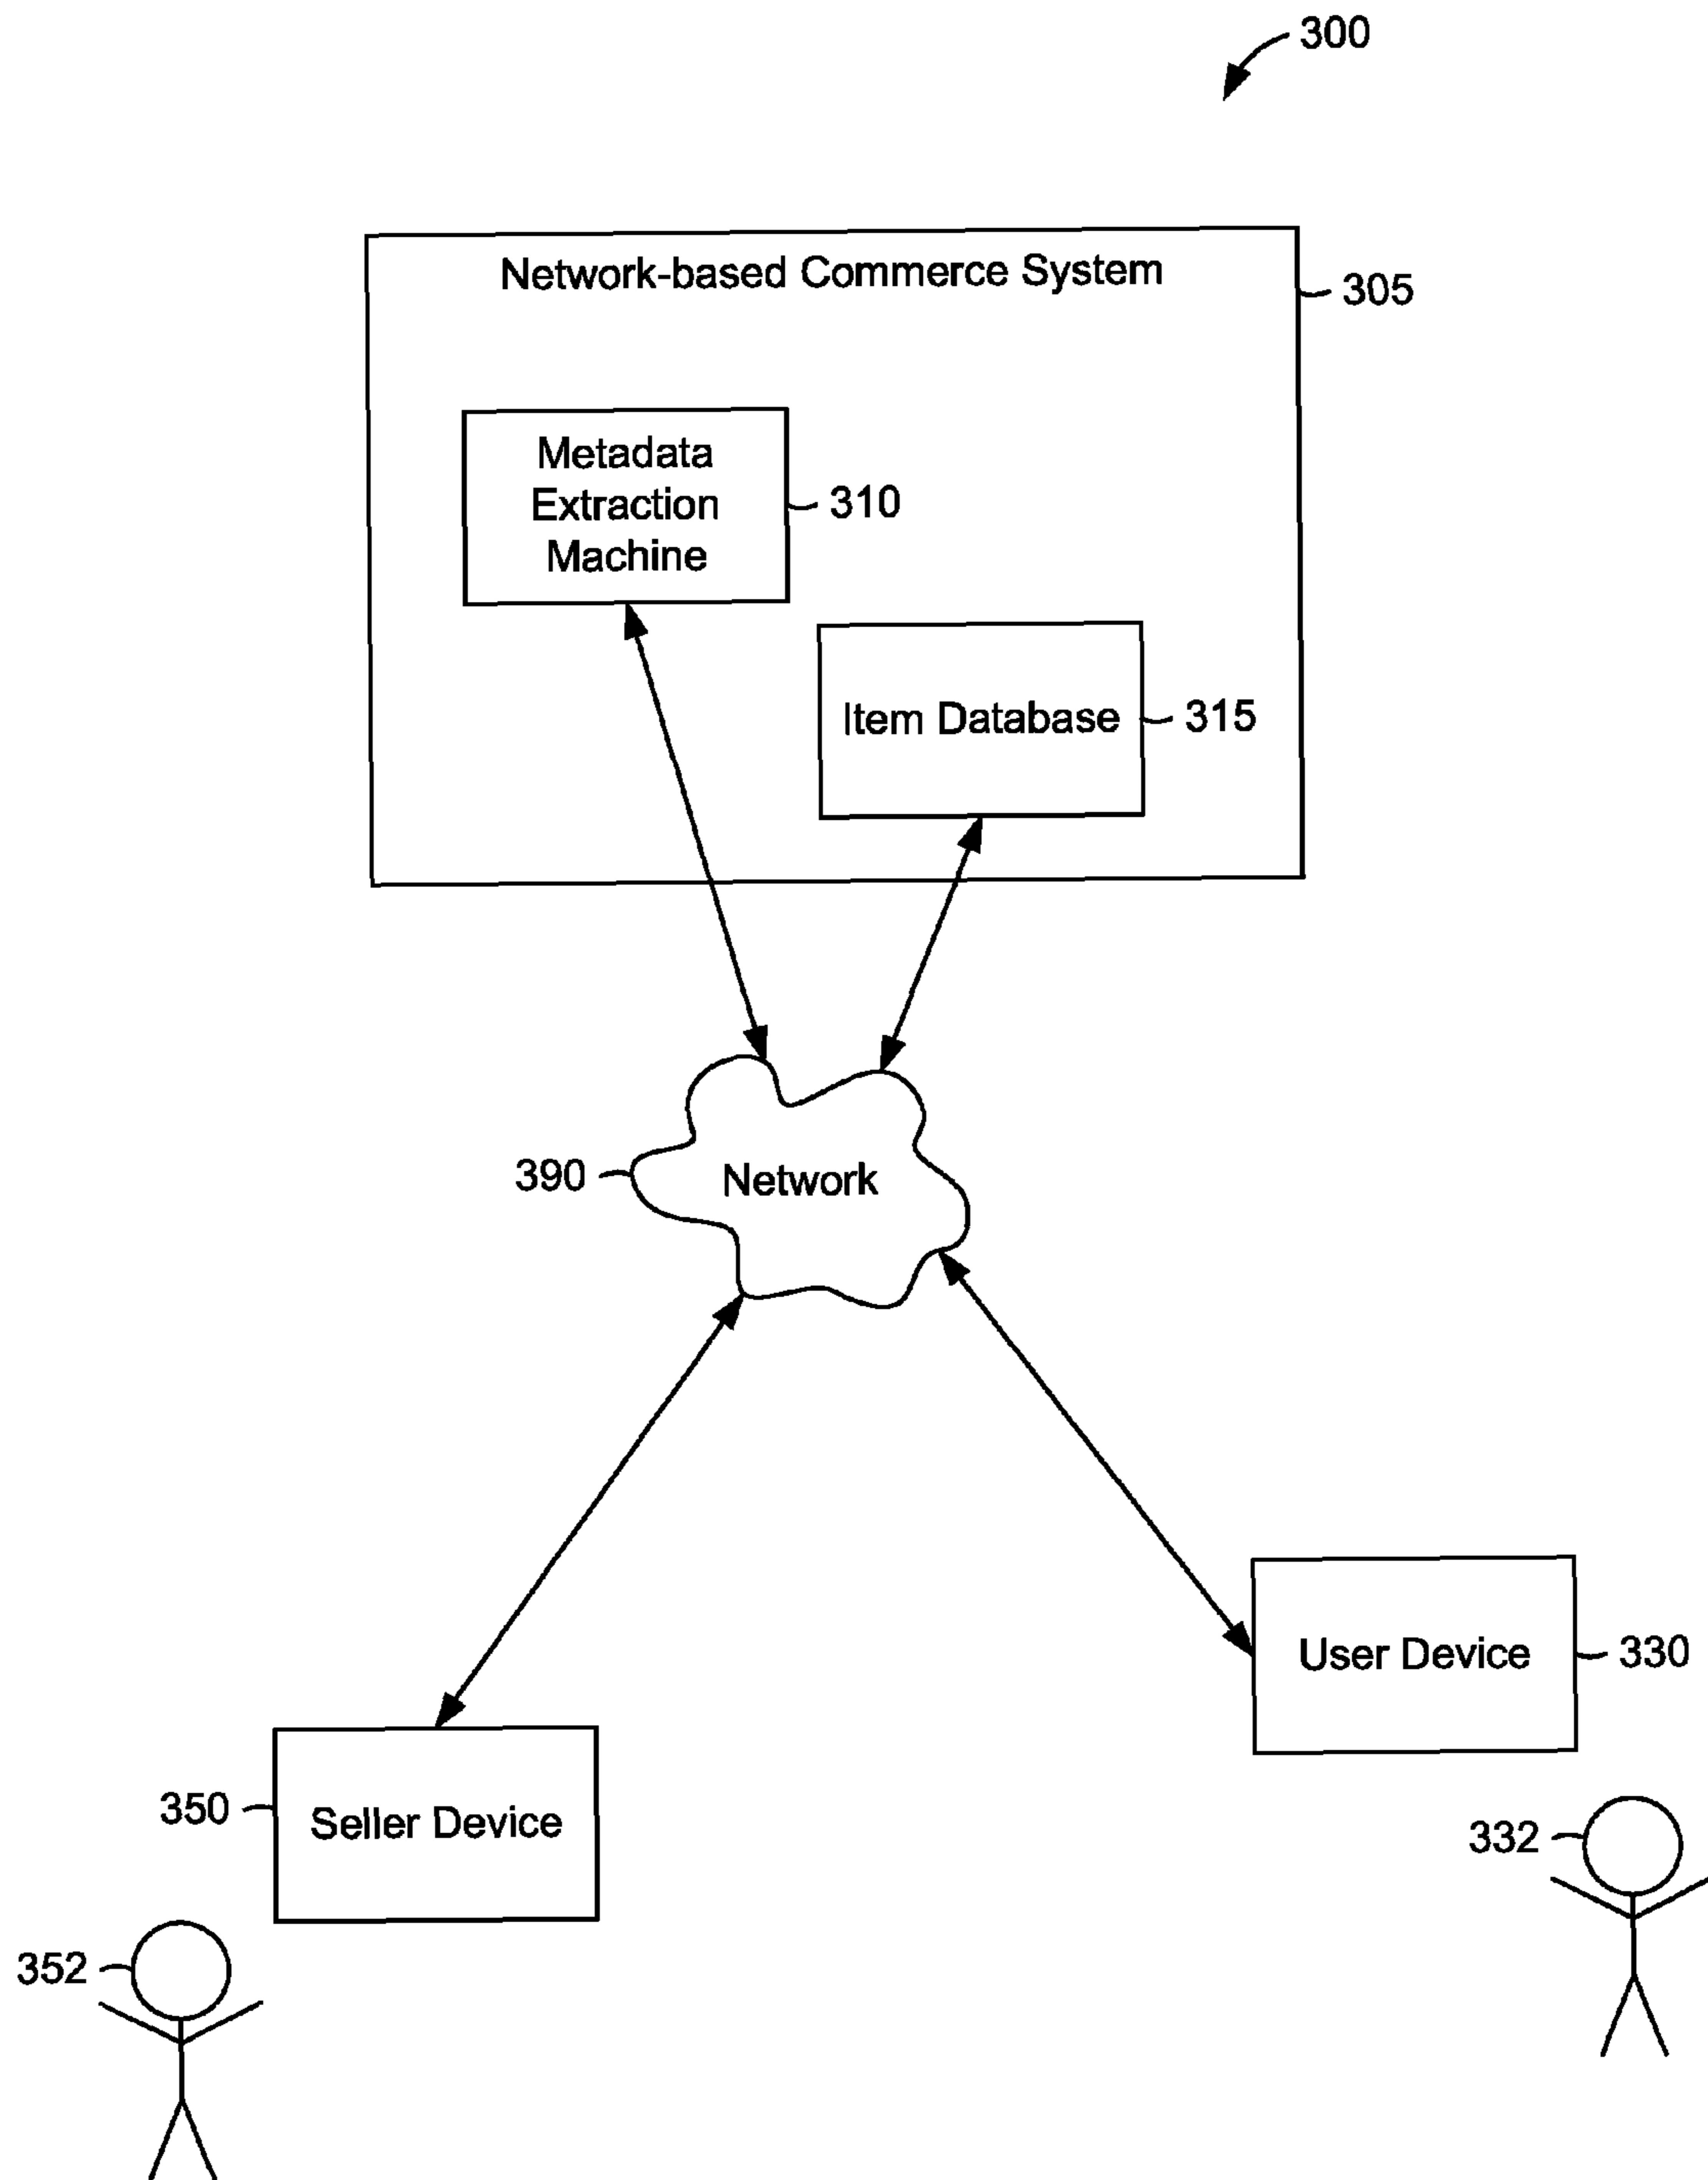 300
Network-based Commerce System
305
Metadata
Extraction
Machine
310
Item Database
315
390
Network
User Device
330
350
Seller Device
332
352